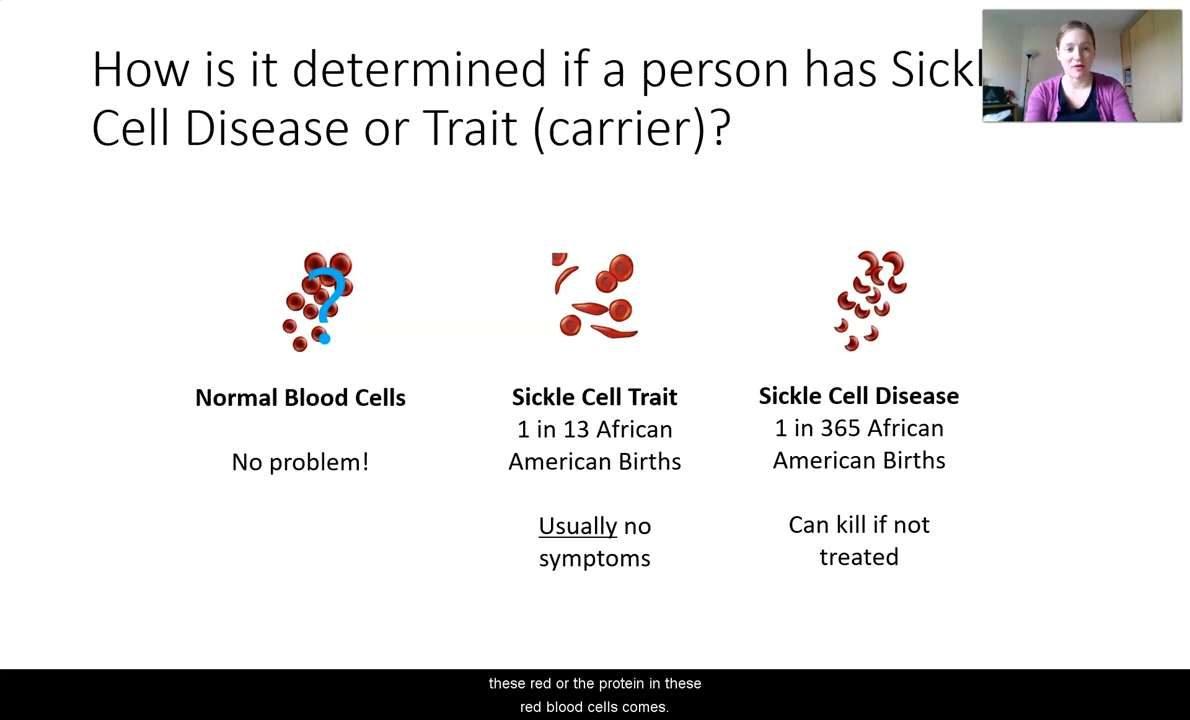 How is it determined if a person has Sickl
Cell Disease or Trait (carrier)?
?
Normal Blood Cells
No problem!
Sickle Cell Trait
1 in 13 African
American Births
Usually no
symptoms
Sickle Cell Disease
1 in 365 African
American Births
Can kill if not
treated
these red or the protein in these
red blood cells comes.